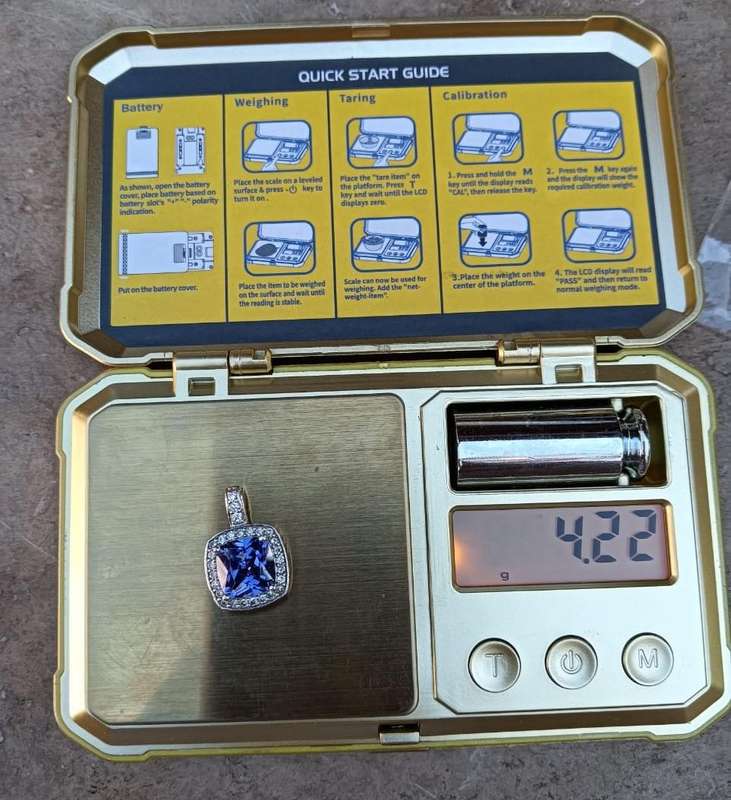 QUICK START GUIDE
Battery
As shown, open the battery
cover, place battery based on
battery slot's "+" "-" polarity
indication.
Put on the battery cover.
Weighing
Place the scale on a leveled
surface & press ⏻ key to
turn it on .
Place the item to be weighed
on the surface and wait until
the reading is stable.
Taring
Place the "tare item" on
the platform. Press T
key and wait until the LCD
displays zero.
Scale can now be used for
weighing. Add the "net-
weight-item".
Calibration
1. Press and hold the M
key until the display reads
"CAL", then release the key.
2. Press the M key again
and the display will show the
required calibration weight.
3.Place the weight on the
center of the platform.
4. The LCD display will read
"PASS" and then return to
normal weighing mode.
4.22
g
T
M